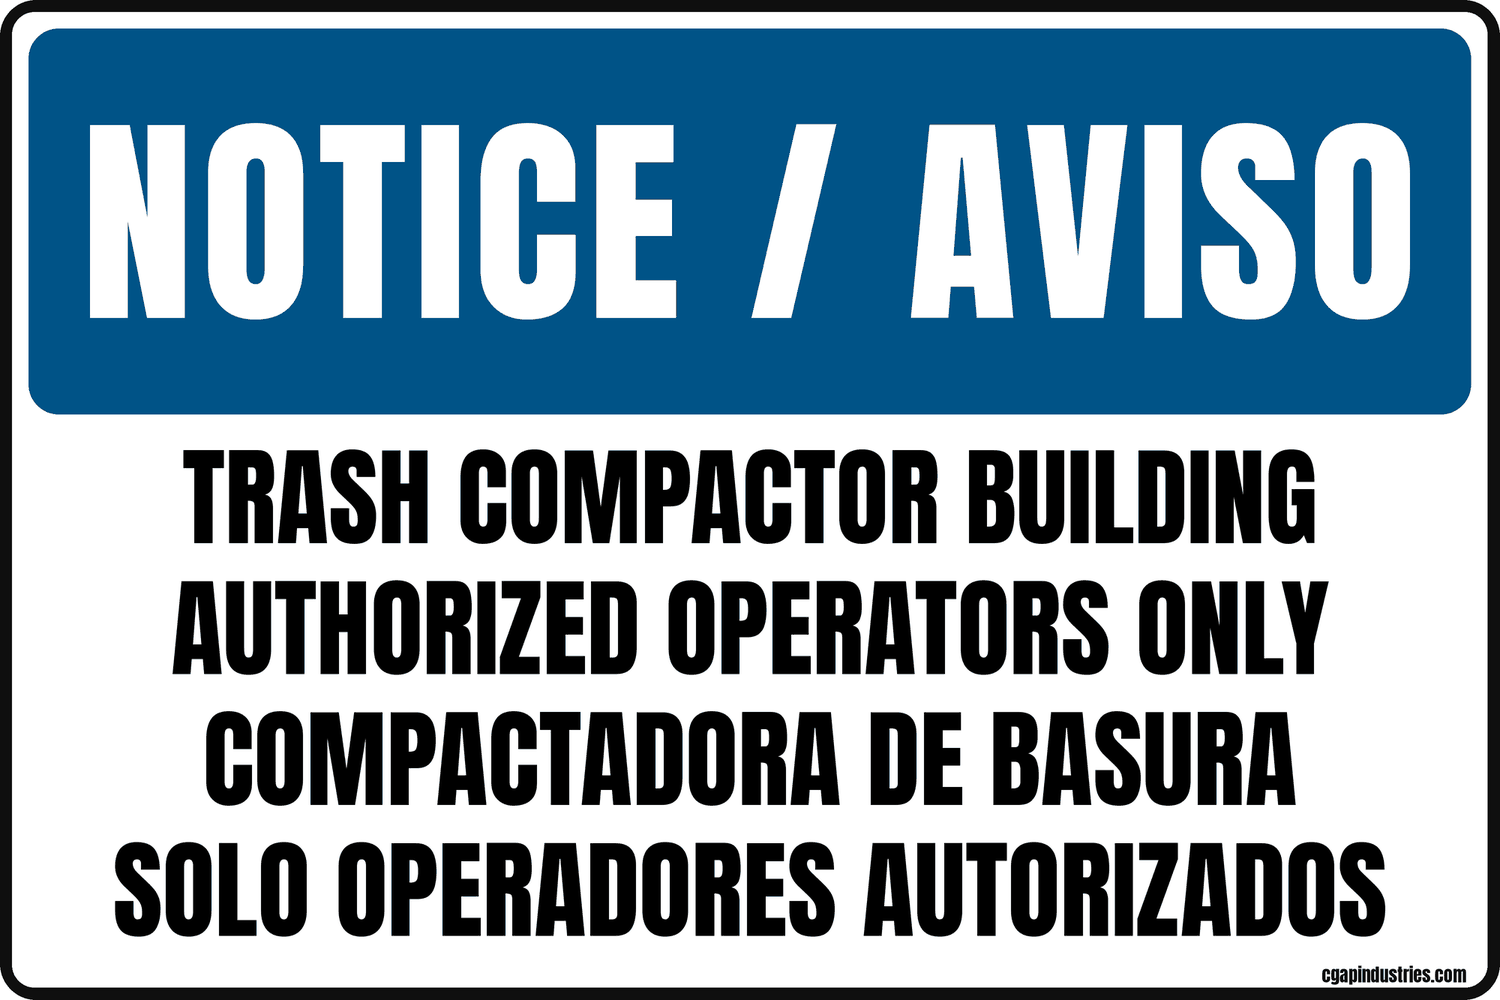 NOTICE / AVISO
TRASH COMPACTOR BUILDING
AUTHORIZED OPERATORS ONLY
COMPACTADORA DE BASURA
SOLO OPERADORES AUTORIZADOS
cgapindustries.com